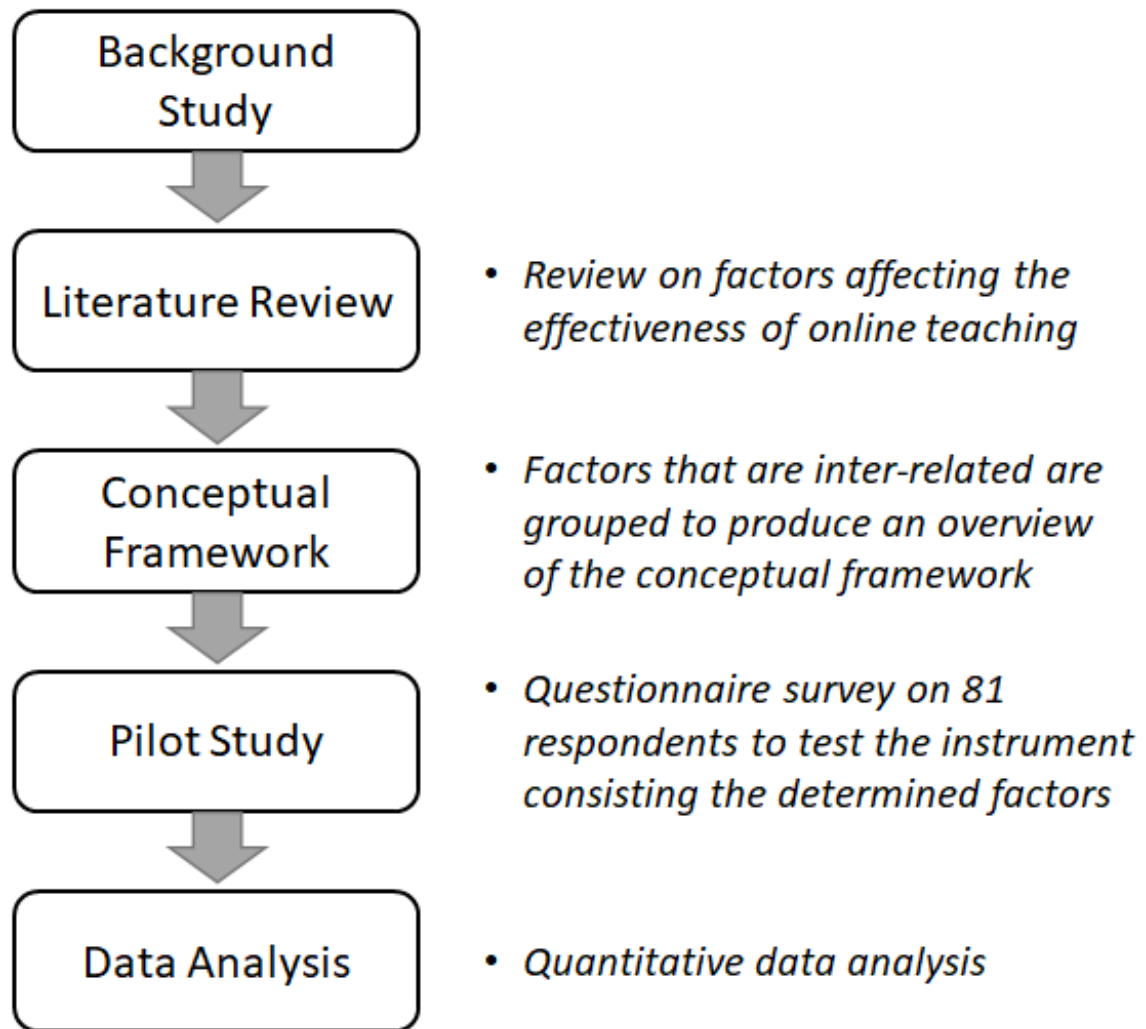 Background
Study
Literature Review
• Review on factors affecting the
effectiveness of online teaching
Conceptual
Framework
• Factors that are inter-related are
grouped to produce an overview
of the conceptual framework
Pilot Study
• Questionnaire survey on 81
respondents to test the instrument
consisting the determined factors
Data Analysis
• Quantitative data analysis